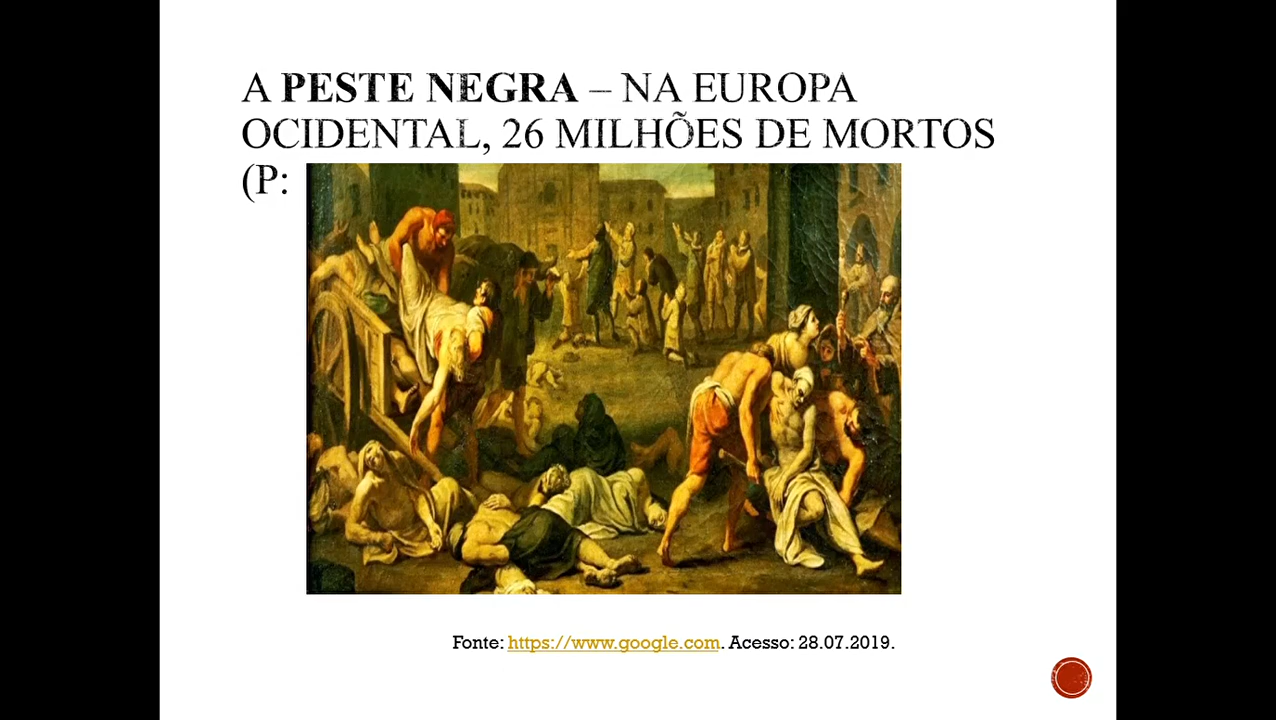 A PESTE NEGRA – NA EUROPA
OCIDENTAL, 26 MILHÕES DE MORTOS
(P:
Fonte: https://www.google.com. Acesso: 28.07.2019.